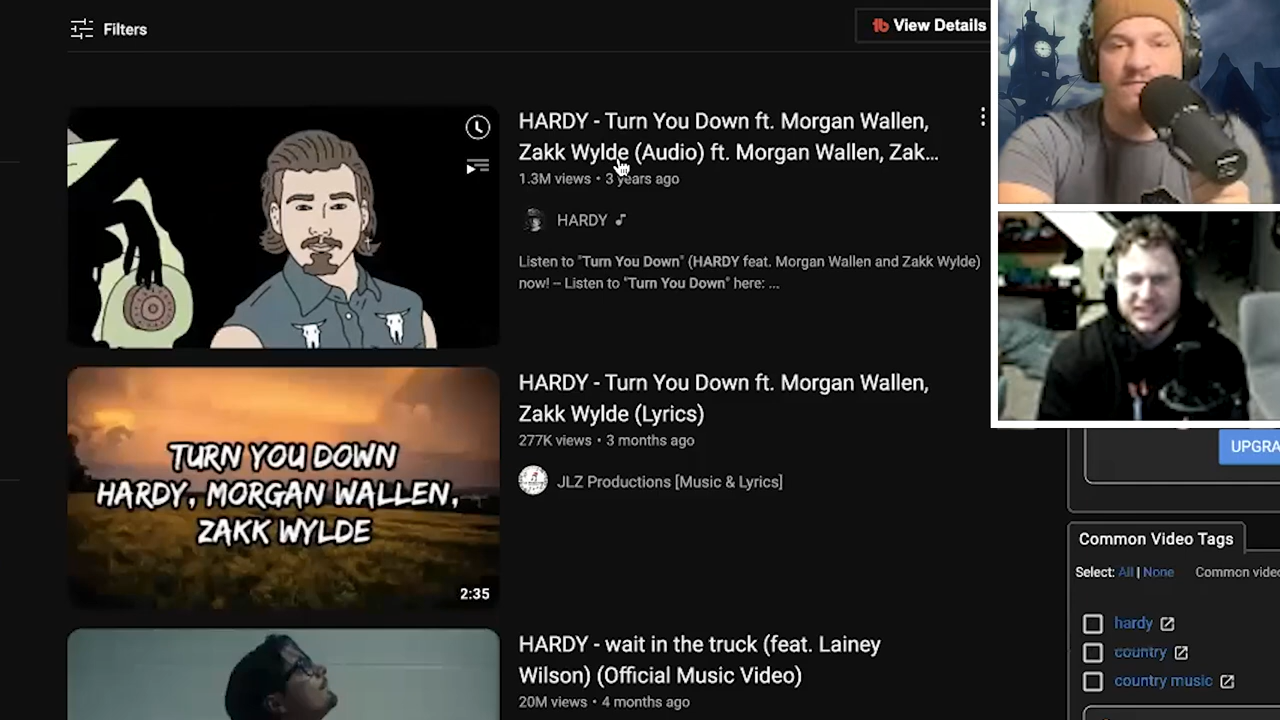 Filters
tb View Details
HARDY - Turn You Down ft. Morgan Wallen,
Zakk Wylde (Audio) ft. Morgan Wallen, Zak...
1.3M views • 3 years ago
HARDY
Listen to "Turn You Down" (HARDY feat. Morgan Wallen and Zakk Wylde)
now! – Listen to "Turn You Down" here: ...
TURN YOU DOWN
HARDY, MORGAN WALLEN,
ZAKK WYLDE
2:35
HARDY - Turn You Down ft. Morgan Wallen,
Zakk Wylde (Lyrics)
277K views • 3 months ago
JLZ Productions [Music & Lyrics]
HARDY - wait in the truck (feat. Lainey
Wilson) (Official Music Video)
20M views • 4 months ago
UPGRA
Common Video Tags
Select: All | None Common video
hardy
country
country music